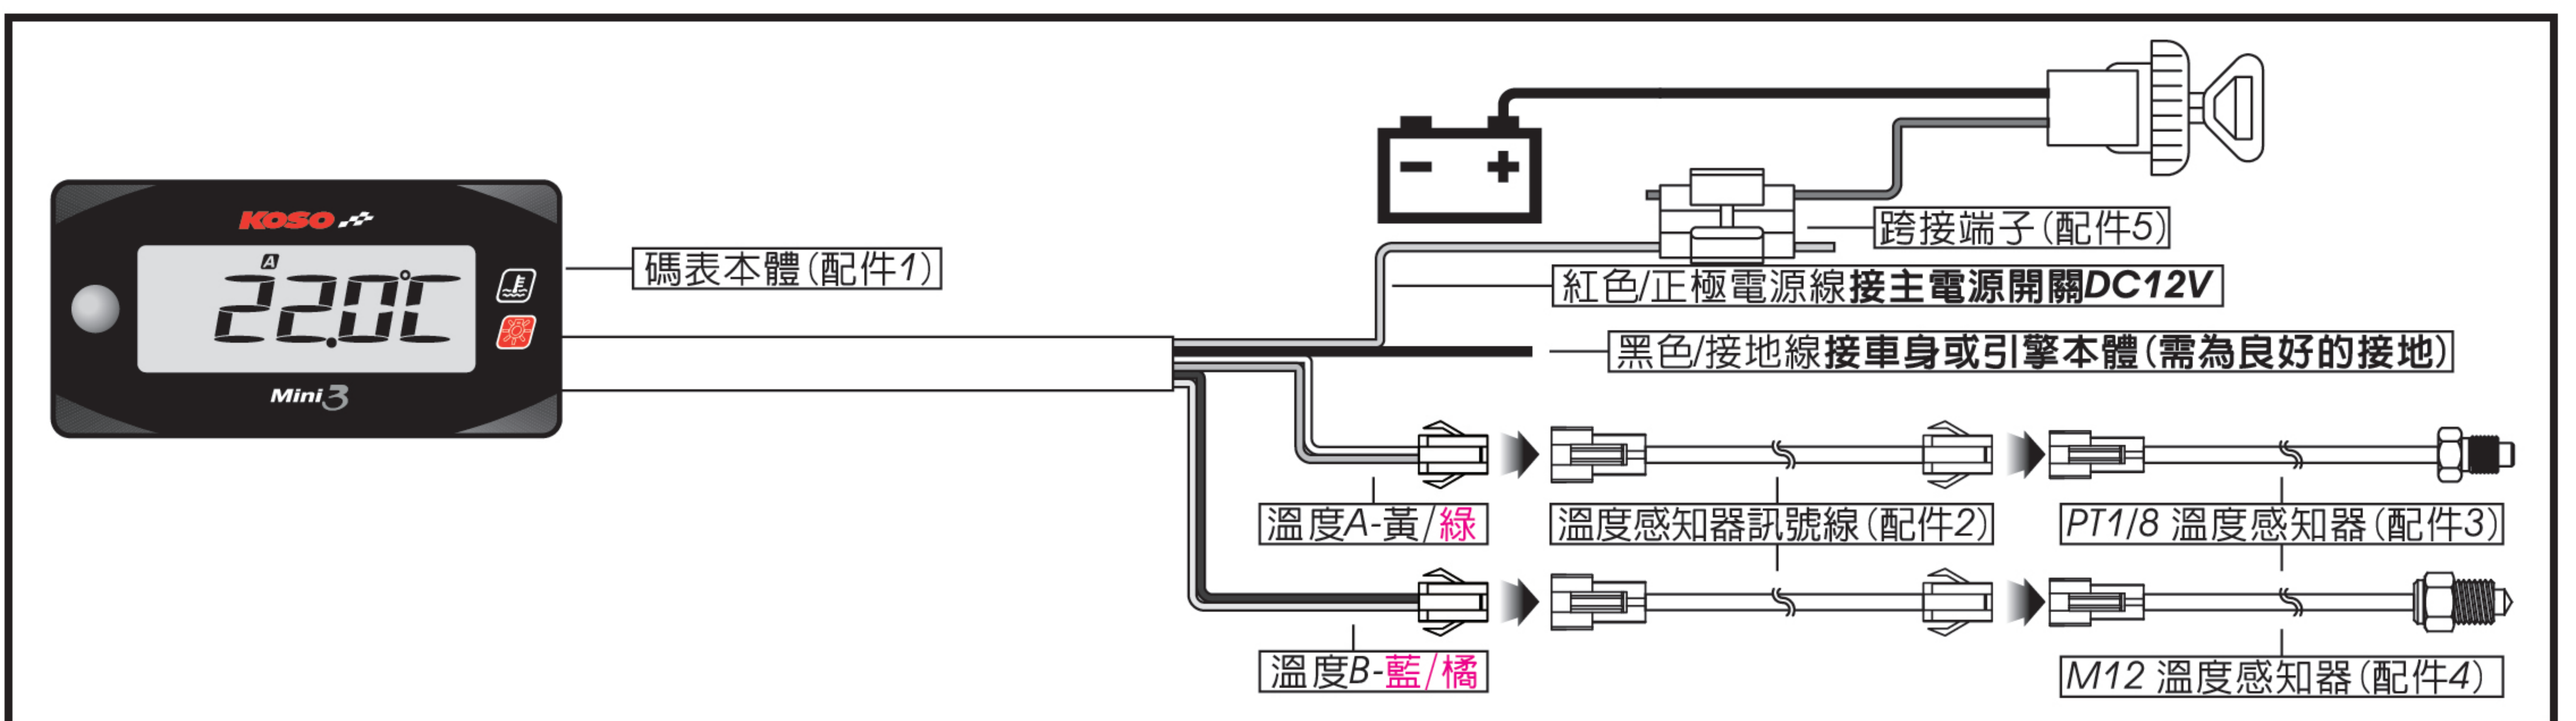 KOSO
A
22.0℃
Mini3
碼表本體(配件1)
－ ＋
跨接端子(配件5)
紅色/正極電源線接主電源開關DC12V
黑色/接地線接車身或引擎本體(需為良好的接地)
溫度A-黃/綠
溫度感知器訊號線(配件2)
PT1/8 溫度感知器(配件3)
溫度B-藍/橘
M12 溫度感知器(配件4)